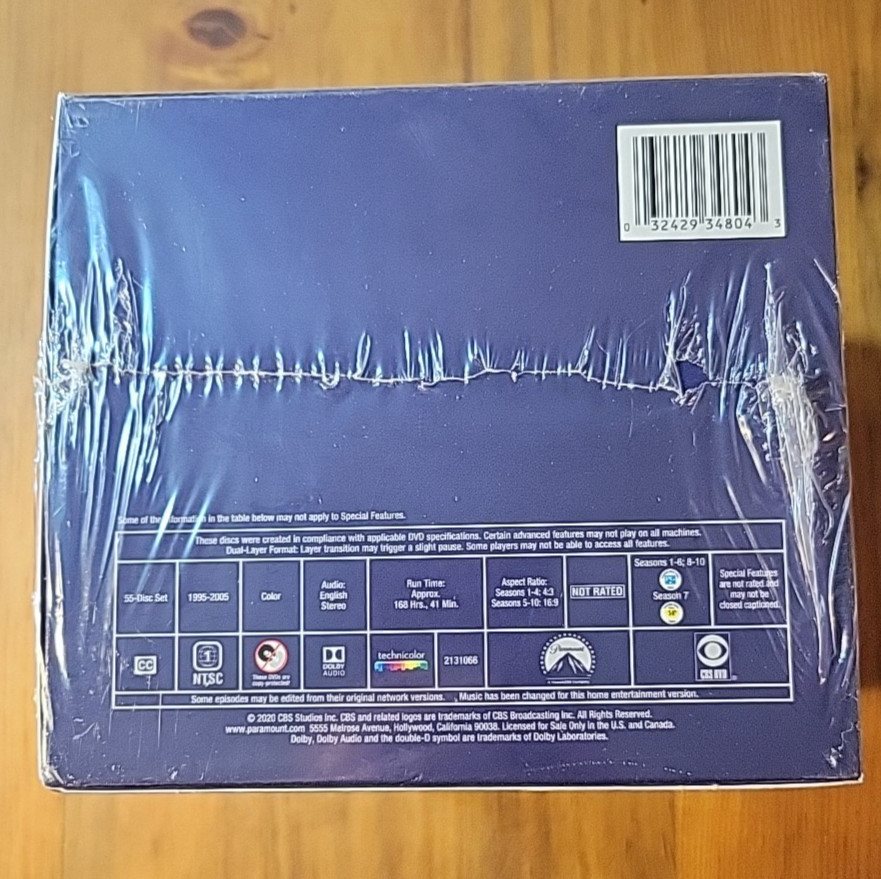 0 32429 34804 3
Some of the information in the table below may not apply to Special Features.
These discs were created in compliance with applicable DVD specifications. Certain advanced features may not play on all machines.
Dual-Layer Format: Layer transition may trigger a slight pause. Some players may not be able to access all features.
55-Disc Set
1995-2005
Color
Audio:
English
Stereo
Run Time:
Approx.
168 Hrs., 41 Min.
Aspect Ratio:
Seasons 1-4: 4:3
Seasons 5-10: 16:9
NOT RATED
Seasons 1-6; 8-10
Season 7
Special Features
are not rated and
may not be
closed captioned.
CC
1
NTSC
These DVDs are
copy protected
DOLBY
AUDIO
technicolor
2131066
Paramount
CBS DVD
Some episodes may be edited from their original network versions. Music has been changed for this home entertainment version.
© 2020 CBS Studios Inc. CBS and related logos are trademarks of CBS Broadcasting Inc. All Rights Reserved.
www.paramount.com 5555 Melrose Avenue, Hollywood, California 90038. Licensed for Sale Only in the U.S. and Canada.
Dolby, Dolby Audio and the double-D symbol are trademarks of Dolby Laboratories.